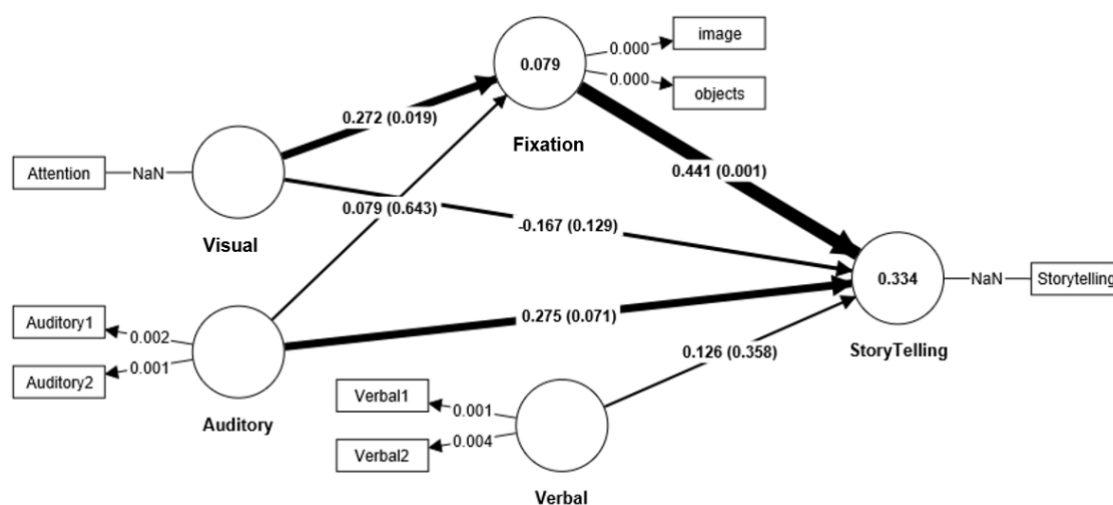 image
0.000
0.079
0.000
objects
0.272 (0.019)
Fixation
Attention
NaN
0.441 (0.001)
0.079 (0.643)
-0.167 (0.129)
Visual
0.334
NaN
Storytelling
Auditory1
0.002
0.275 (0.071)
0.001
Auditory2
StoryTelling
0.126 (0.358)
Auditory
Verbal1
0.001
0.004
Verbal2
Verbal